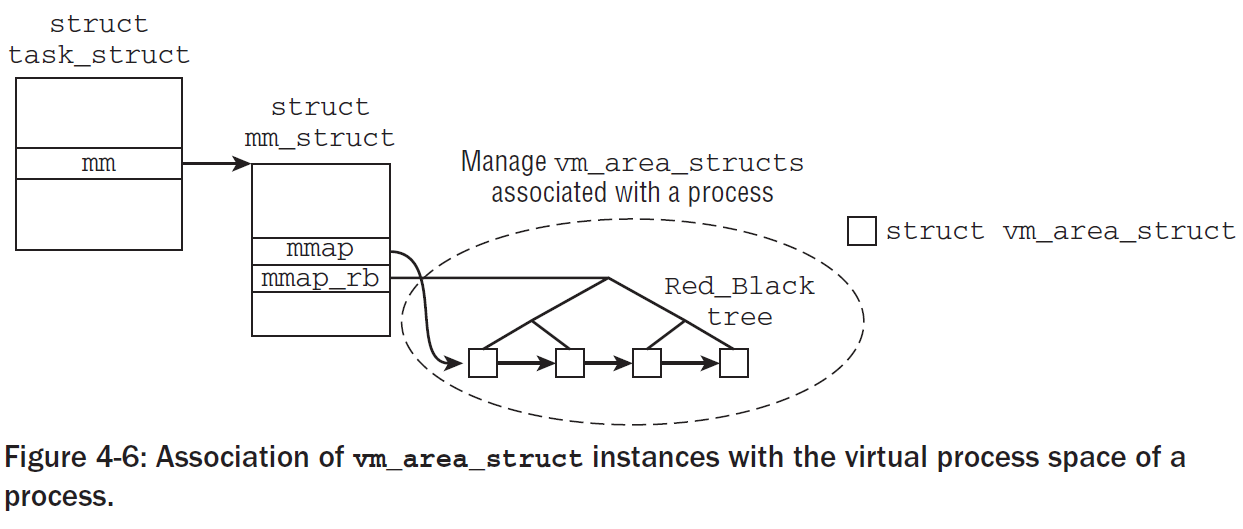 struct
task_struct
mm
struct
mm_struct
mmap
mmap_rb
Manage vm_area_structs
associated with a process
struct vm_area_struct
Red_Black
tree
Figure 4-6: Association of vm_area_struct instances with the virtual process space of a
process.